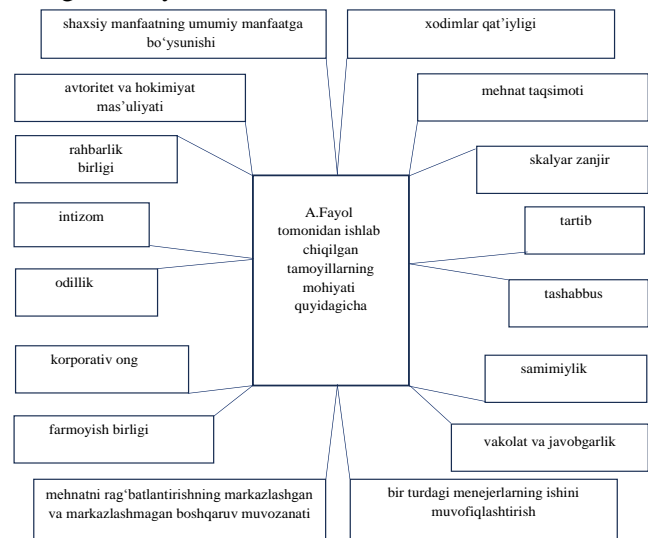 shaxsiy manfaatning umumiy manfaatga
bo‘ysunishi
xodimlar qat’iyligi
avtoritet va hokimiyat
mas’uliyati
mehnat taqsimoti
rahbarlik
birligi
skalyar zanjir
A.Fayol
tomonidan ishlab
chiqilgan
tamoyillarning
mohiyati
quyidagicha
intizom
tartib
odillik
tashabbus
korporativ ong
samimiylik
farmoyish birligi
vakolat va javobgarlik
mehnatni rag‘batlantirishning markazlashgan
va markazlashmagan boshqaruv muvozanati
bir turdagi menejerlarning ishini
muvofiqlashtirish